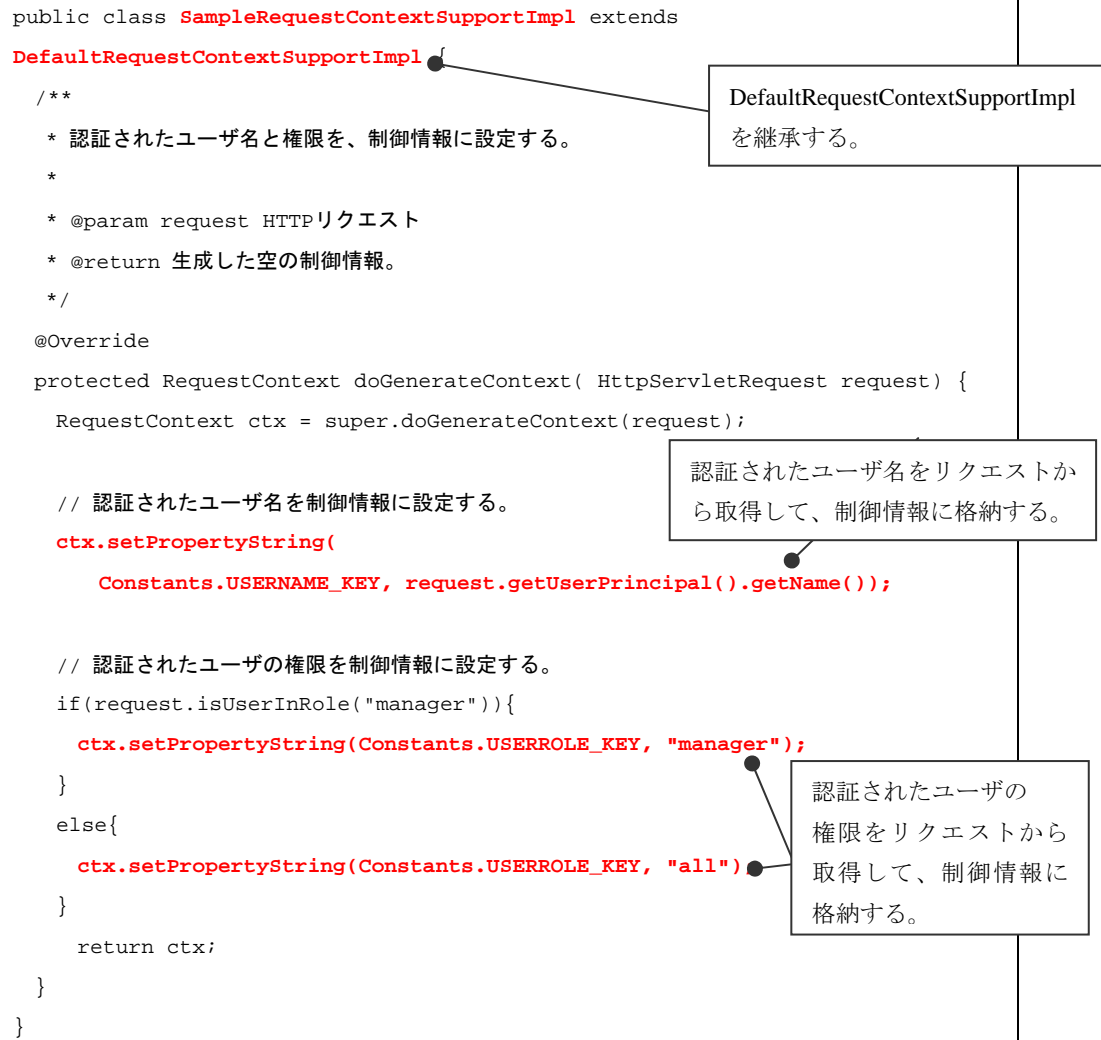 public class SampleRequestContextSupportImpl extends
DefaultRequestContextSupportImpl {
DefaultRequestContextSupportImpl
を継承する。
/**
* 認証されたユーザ名と権限を、制御情報に設定する。
*
* @param request HTTPリクエスト
* @return 生成した空の制御情報。
*/
@Override
protected RequestContext doGenerateContext( HttpServletRequest request) {
RequestContext ctx = super.doGenerateContext(request);
認証されたユーザ名をリクエストか
ら取得して、制御情報に格納する。
// 認証されたユーザ名を制御情報に設定する。
ctx.setPropertyString(
Constants.USERNAME_KEY, request.getUserPrincipal().getName());
// 認証されたユーザの権限を制御情報に設定する。
if(request.isUserInRole("manager")){
ctx.setPropertyString(Constants.USERROLE_KEY, "manager");
}
else{
ctx.setPropertyString(Constants.USERROLE_KEY, "all")
認証されたユーザの
権限をリクエストから
取得して、制御情報に
格納する。
}
return ctx;
}
}